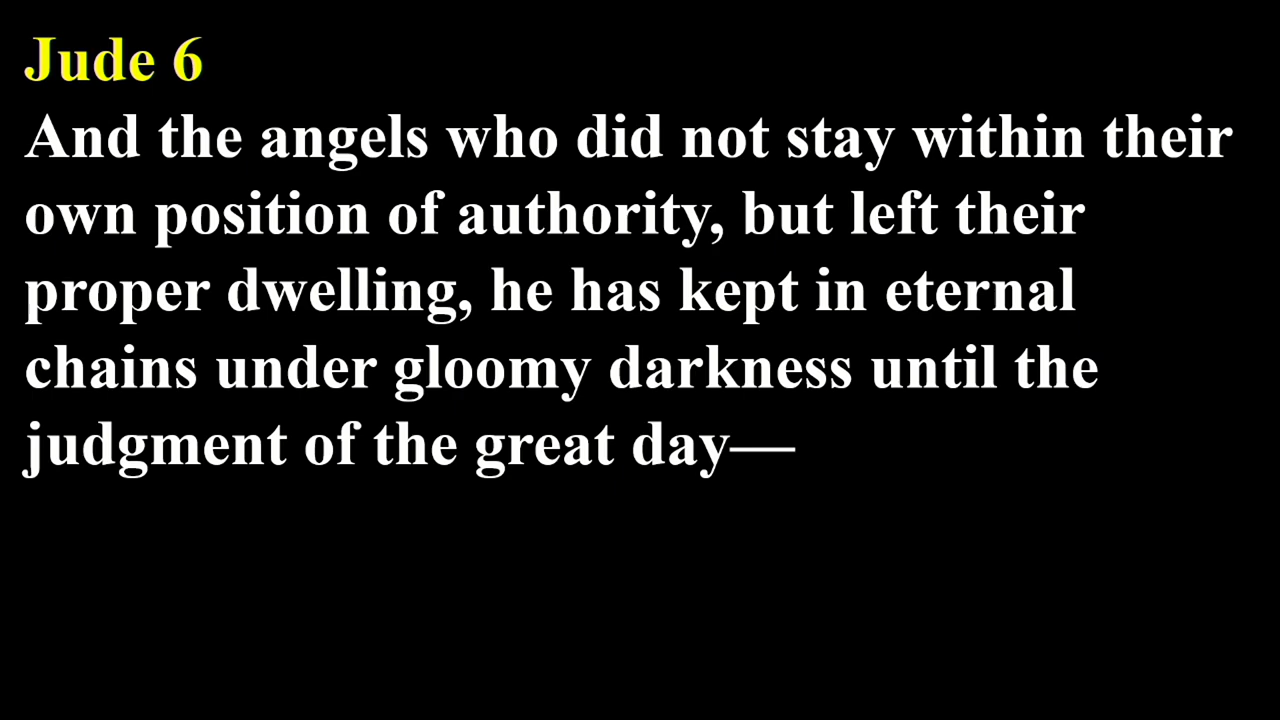 Jude 6
And the angels who did not stay within their
own position of authority, but left their
proper dwelling, he has kept in eternal
chains under gloomy darkness until the
judgment of the great day—